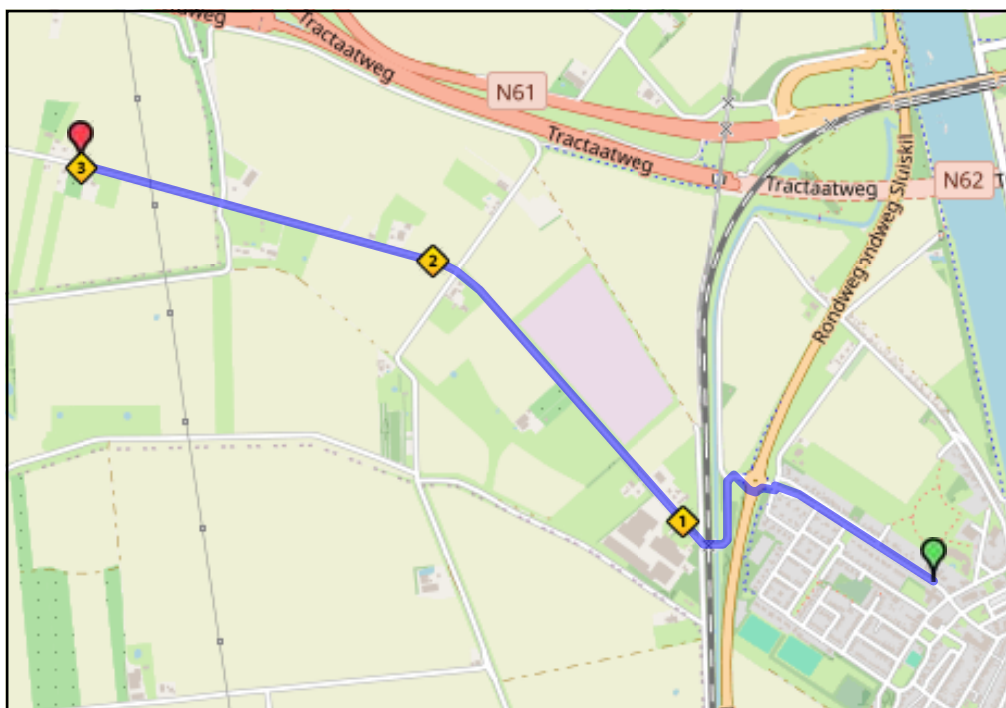 Tractaatweg
N61
Tractaatweg
Tractaatweg
N62
3
2
Rondweg Sluiskil
Rondweg
1